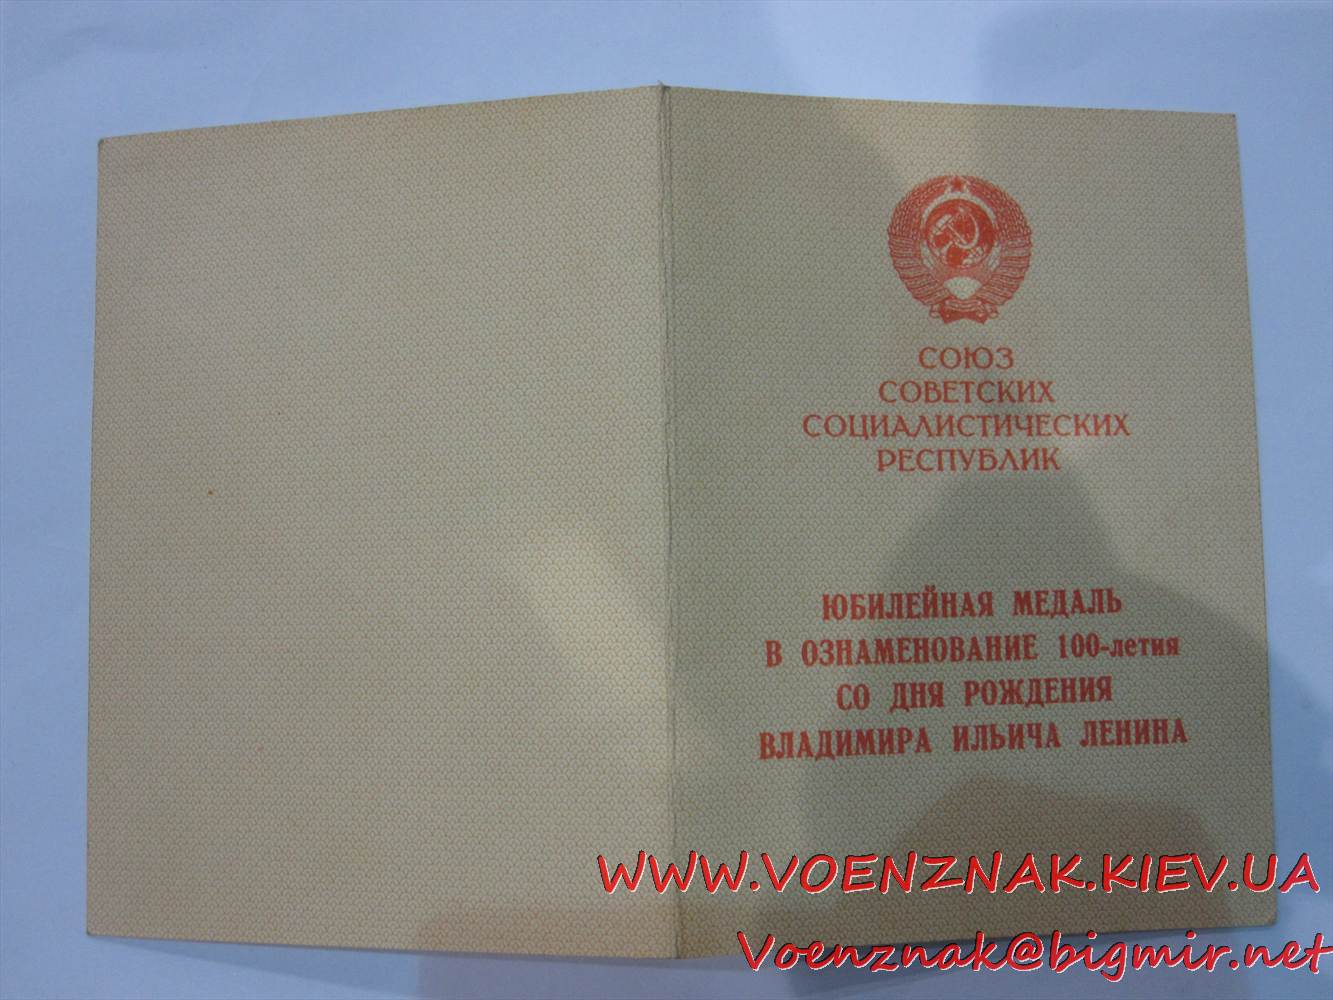 СОЮЗ
СОВЕТСКИХ
СОЦИАЛИСТИЧЕСКИХ
РЕСПУБЛИК
ЮБИЛЕЙНАЯ МЕДАЛЬ
В ОЗНАМЕНОВАНИЕ 100-летия
СО ДНЯ РОЖДЕНИЯ
ВЛАДИМИРА ИЛЬИЧА ЛЕНИНА
WWW.VOENZNAK.KIEV.UA
Voenznak@bigmir.net